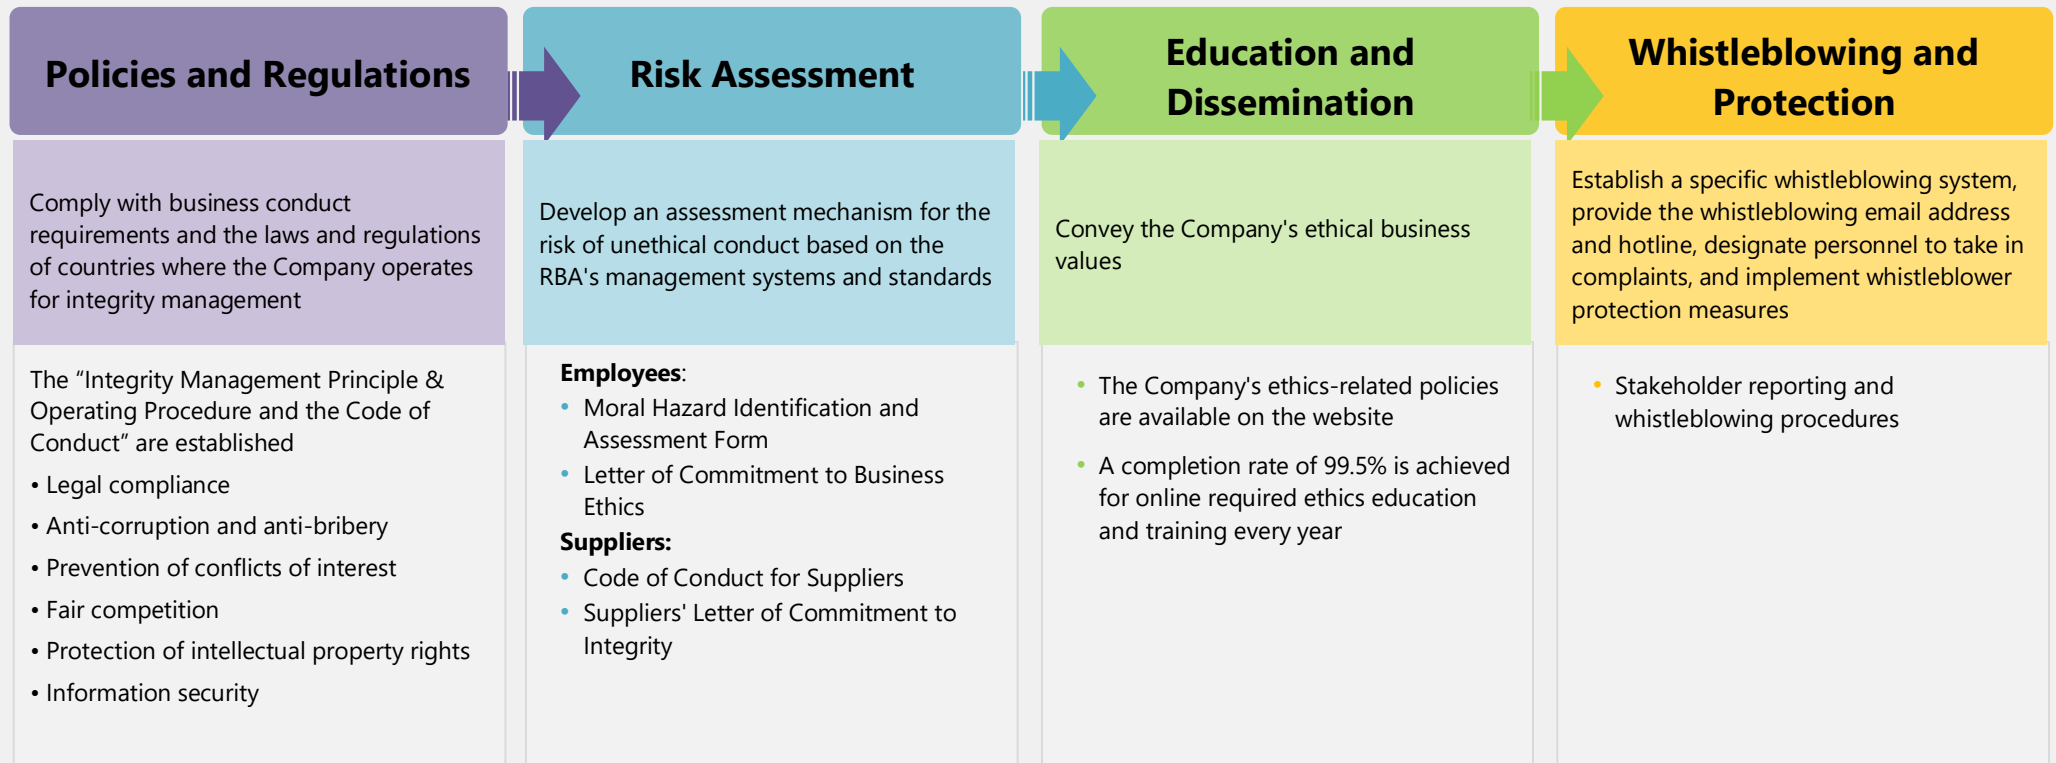 Policies and Regulations
Comply with business conduct
requirements and the laws and regulations
of countries where the Company operates
for integrity management
The “Integrity Management Principle &
Operating Procedure and the Code of
Conduct” are established
• Legal compliance
• Anti-corruption and anti-bribery
• Prevention of conflicts of interest
• Fair competition
• Protection of intellectual property rights
• Information security
Risk Assessment
Develop an assessment mechanism for the
risk of unethical conduct based on the
RBA's management systems and standards
Employees:
• Moral Hazard Identification and
Assessment Form
• Letter of Commitment to Business
Ethics
Suppliers:
• Code of Conduct for Suppliers
• Suppliers' Letter of Commitment to
Integrity
Education and
Dissemination
Convey the Company's ethical business
values
• The Company's ethics-related policies
are available on the website
• A completion rate of 99.5% is achieved
for online required ethics education
and training every year
Whistleblowing and
Protection
Establish a specific whistleblowing system,
provide the whistleblowing email address
and hotline, designate personnel to take in
complaints, and implement whistleblower
protection measures
• Stakeholder reporting and
whistleblowing procedures